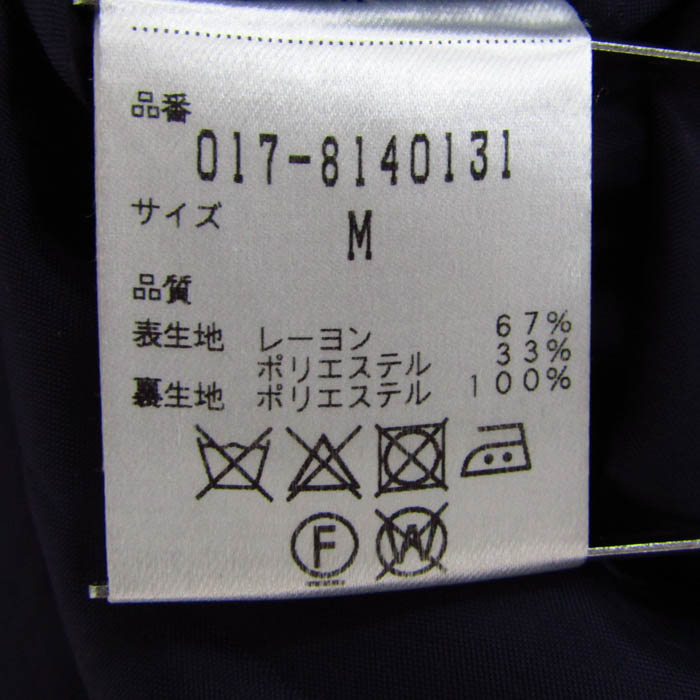 品番
017-8140131
サイズ
M
品質
表生地 レーヨン 67%
ポリエステル 33%
裏生地 ポリエステル 100%
F W